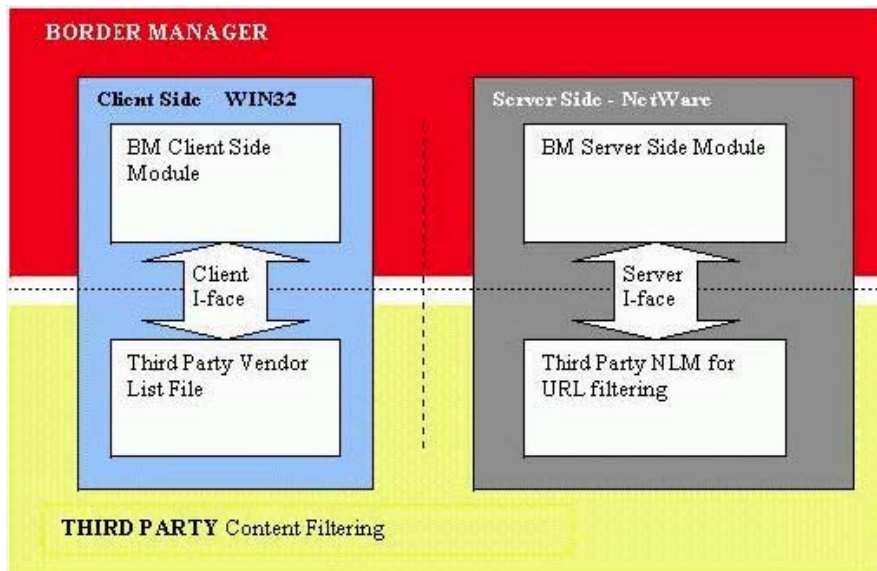 BORDER MANAGER
Client Side WIN32
Server Side - NetWare
BM Client Side
Module
BM Server Side Module
Client
I-face
Server
I-face
Third Party Vendor
List File
Third Party NLM for
URL filtering
THIRD PARTY Content Filtering